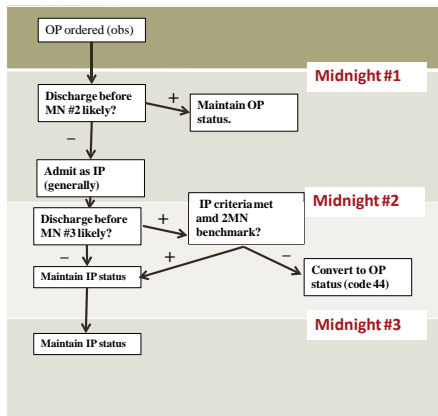 OP ordered (obs)
Midnight #1
Discharge before
MN #2 likely?
+
Maintain OP
status.
–
Admit as IP
(generally)
Midnight #2
Discharge before
MN #3 likely?
+
IP criteria met
amd 2MN
benchmark?
–
+
–
Maintain IP status
Convert to OP
status (code 44)
Midnight #3
Maintain IP status